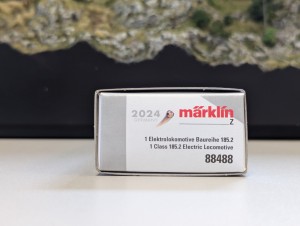 2024 märklin
Z
1 Elektrolokomotive Baureihe 185.2
1 Class 185.2 Electric Locomotive
88488